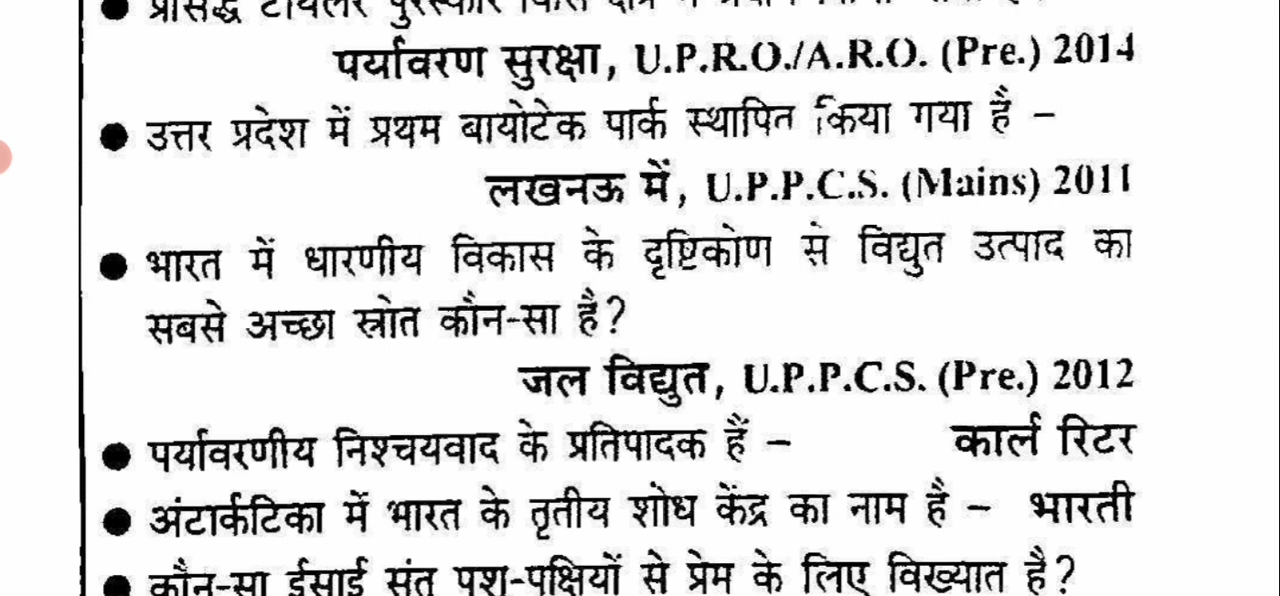 पर्यावरण सुरक्षा, U.P.R.O./A.R.O. (Pre.) 2014
● उत्तर प्रदेश में प्रथम बायोटेक पार्क स्थापित किया गया है –
लखनऊ में, U.P.P.C.S. (Mains) 2011
● भारत में धारणीय विकास के दृष्टिकोण से विद्युत उत्पाद का
सबसे अच्छा स्रोत कौन-सा है?
जल विद्युत, U.P.P.C.S. (Pre.) 2012
● पर्यावरणीय निश्चयवाद के प्रतिपादक हैं – कार्ल रिटर
● अंटार्कटिका में भारत के तृतीय शोध केंद्र का नाम है – भारती
● कौन-सा ईसाई संत पशु-पक्षियों से प्रेम के लिए विख्यात है?